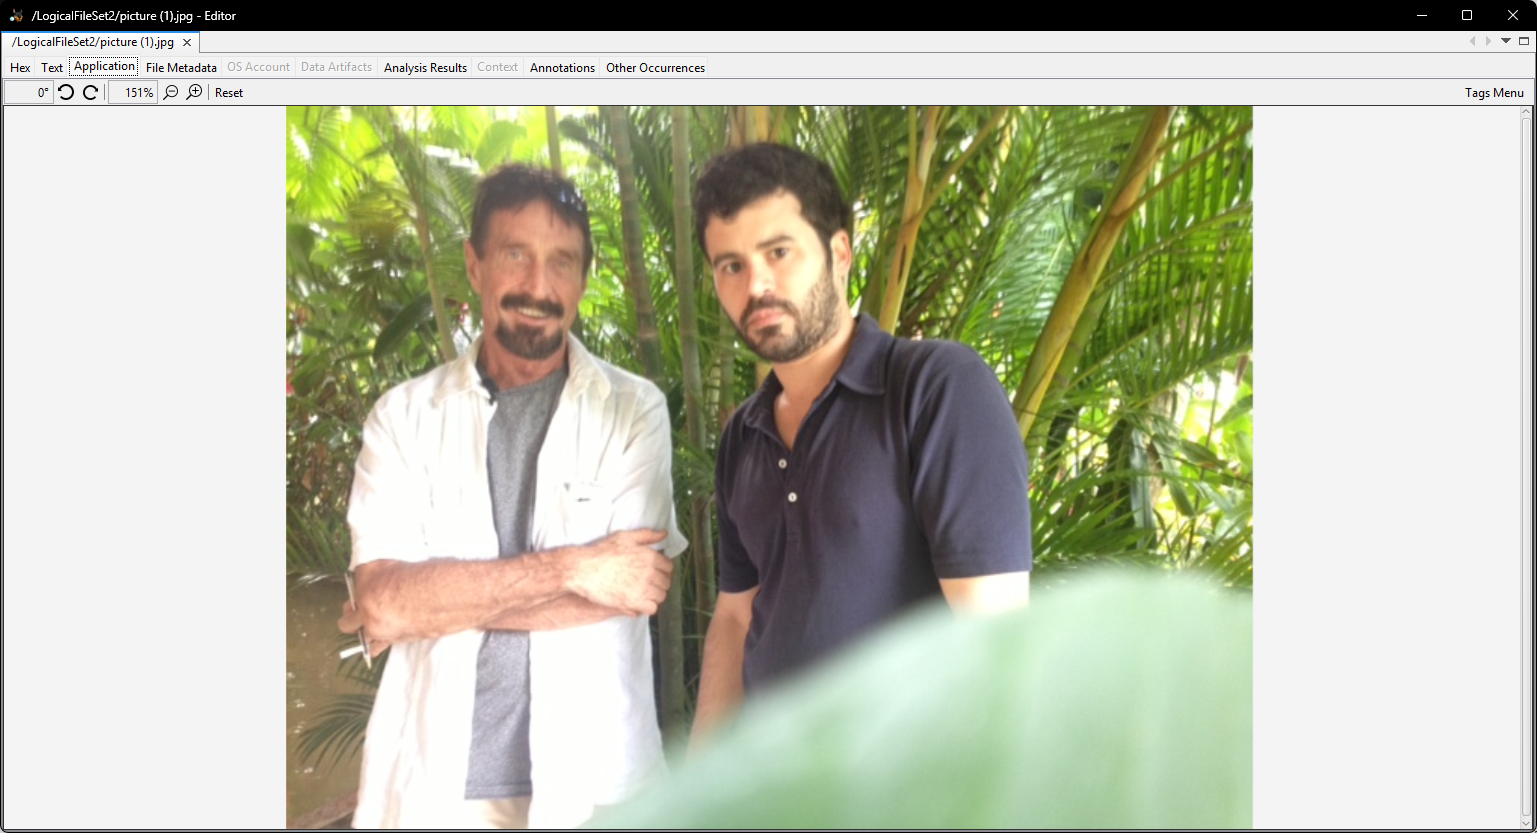 /LogicalFileSet2/picture (1).jpg - Editor
/LogicalFileSet2/picture (1).jpg
Hex Text Application File Metadata OS Account Data Artifacts Analysis Results Context Annotations Other Occurrences
0° 151% Reset Tags Menu